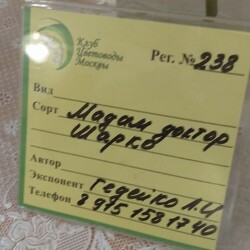 Клуб
Цветоводы
Москвы
Рег. № 238
Вид
Сорт Мадам доктор
Шарко
Автор
Экспонент Гедейко Л.И
Телефон 8 915 158 17 40